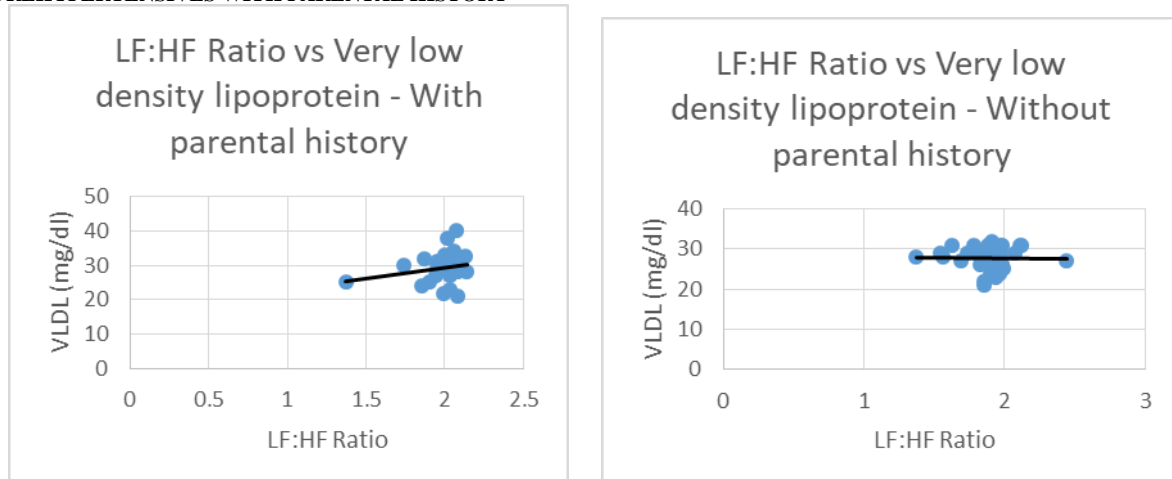 LF:HF Ratio vs Very low
density lipoprotein - With
parental history
50
40
30
20
10
0
VLDL (mg/dl)
0 0.5 1 1.5 2 2.5
LF:HF Ratio
LF:HF Ratio vs Very low
density lipoprotein - Without
parental history
40
30
20
10
0
VLDL (mg/dl)
0 1 2 3
LF:HF Ratio